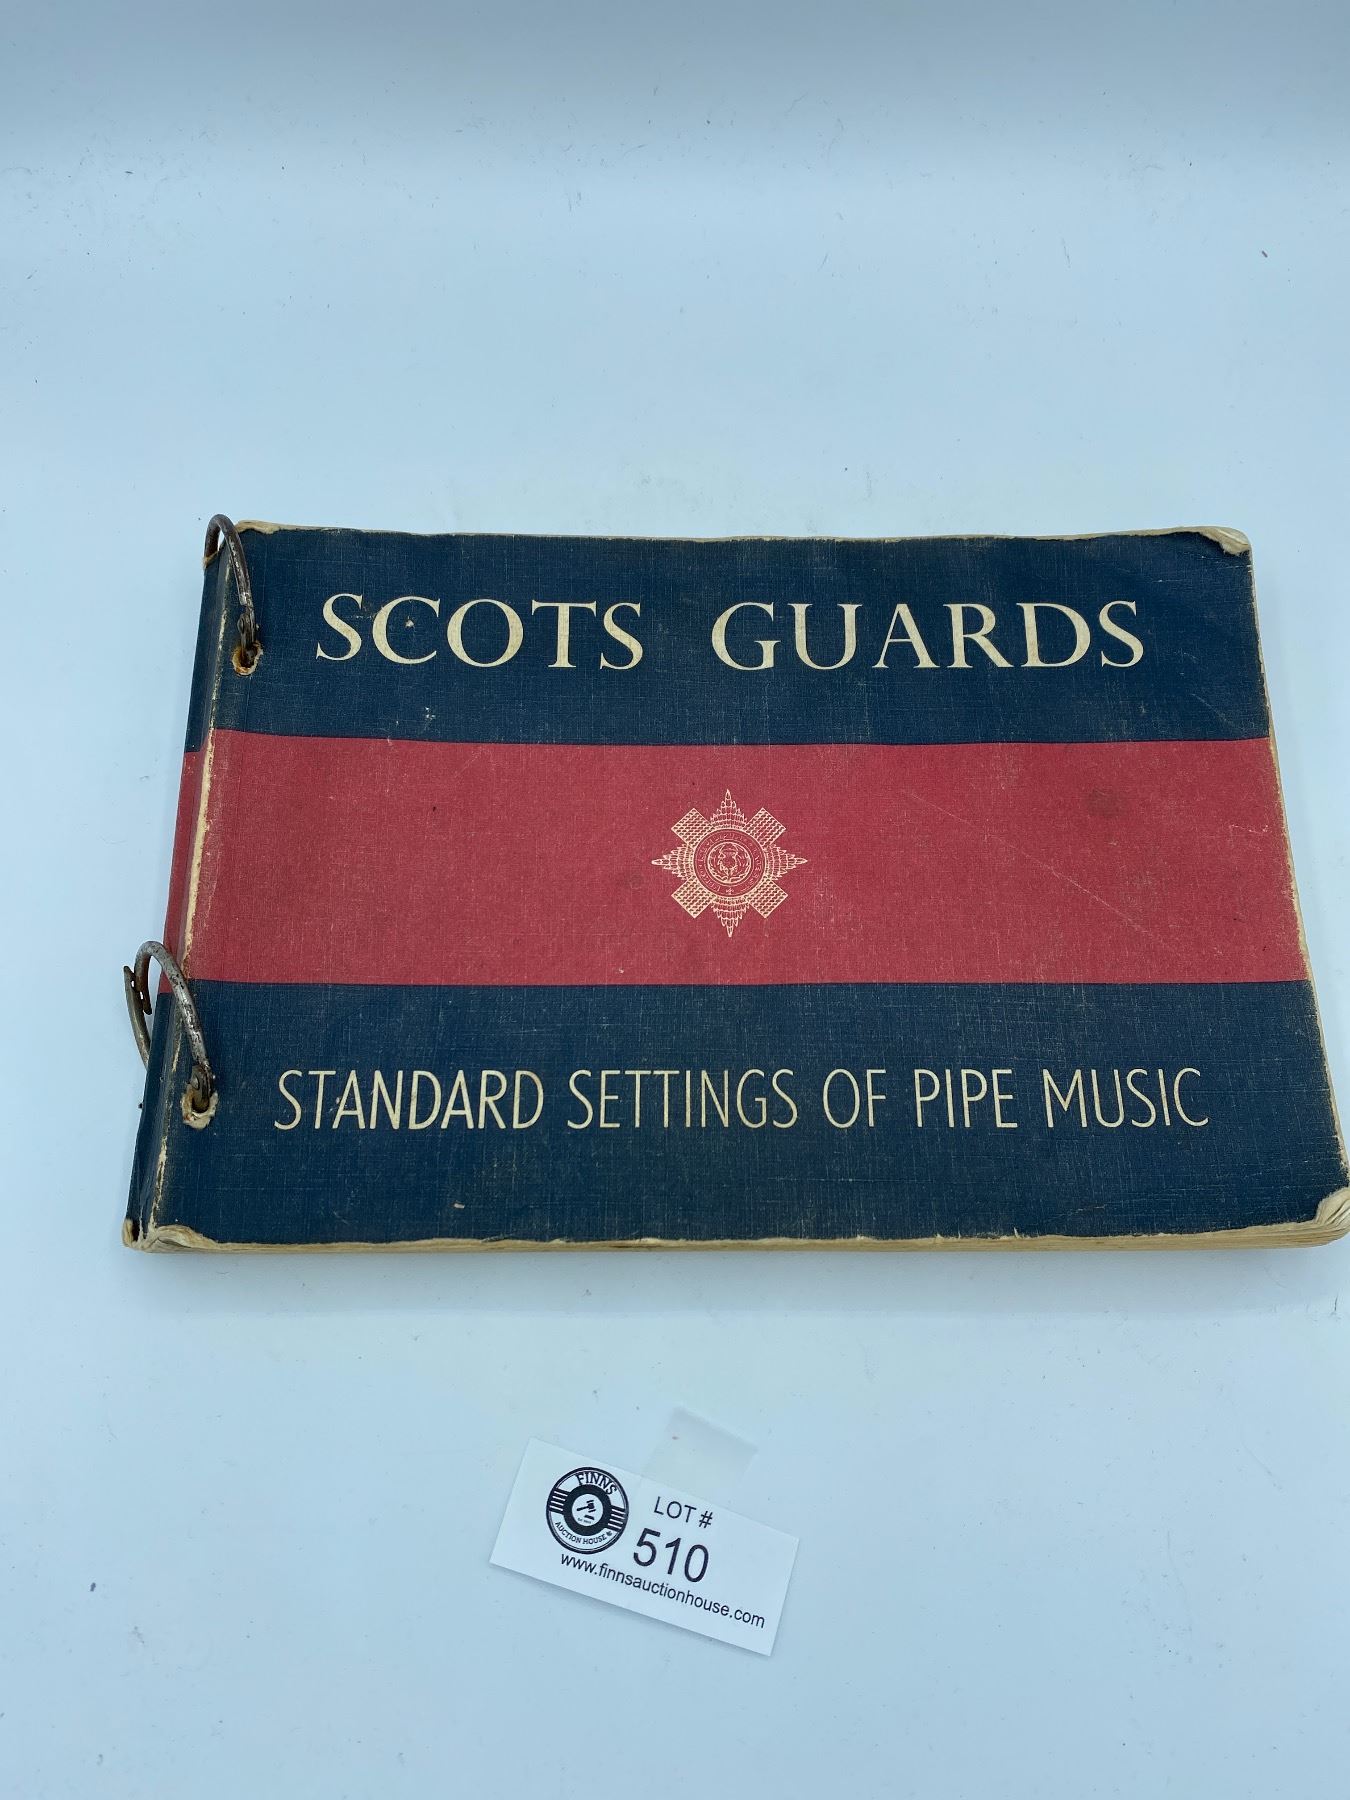 SCOTS GUARDS
STANDARD SETTINGS OF PIPE MUSIC
FINNS
AUCTION HOUSE
LOT #
510
www.finnsauctionhouse.com